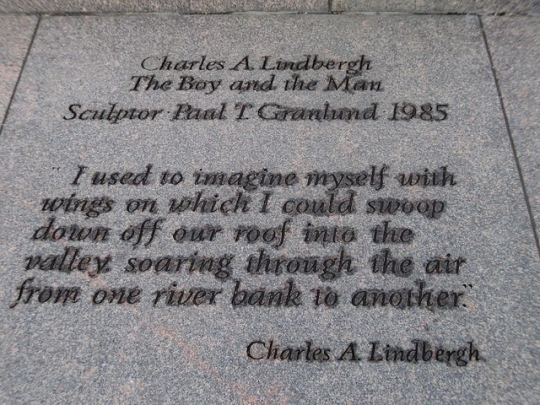 Charles A. Lindbergh
The Boy and the Man
Sculptor Paul T. Granlund 1985
"I used to imagine myself with
wings on which I could swoop
down off our roof into the
valley, soaring through the air
from one river bank to another."
Charles A. Lindbergh